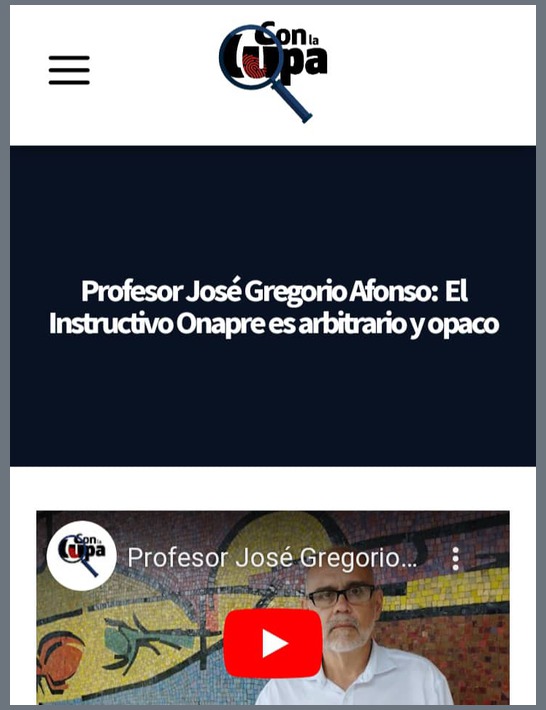 Con la
Lupa
Profesor José Gregorio Afonso: El
Instructivo Onapre es arbitrario y opaco
Con la
Lupa
Profesor José Gregorio...